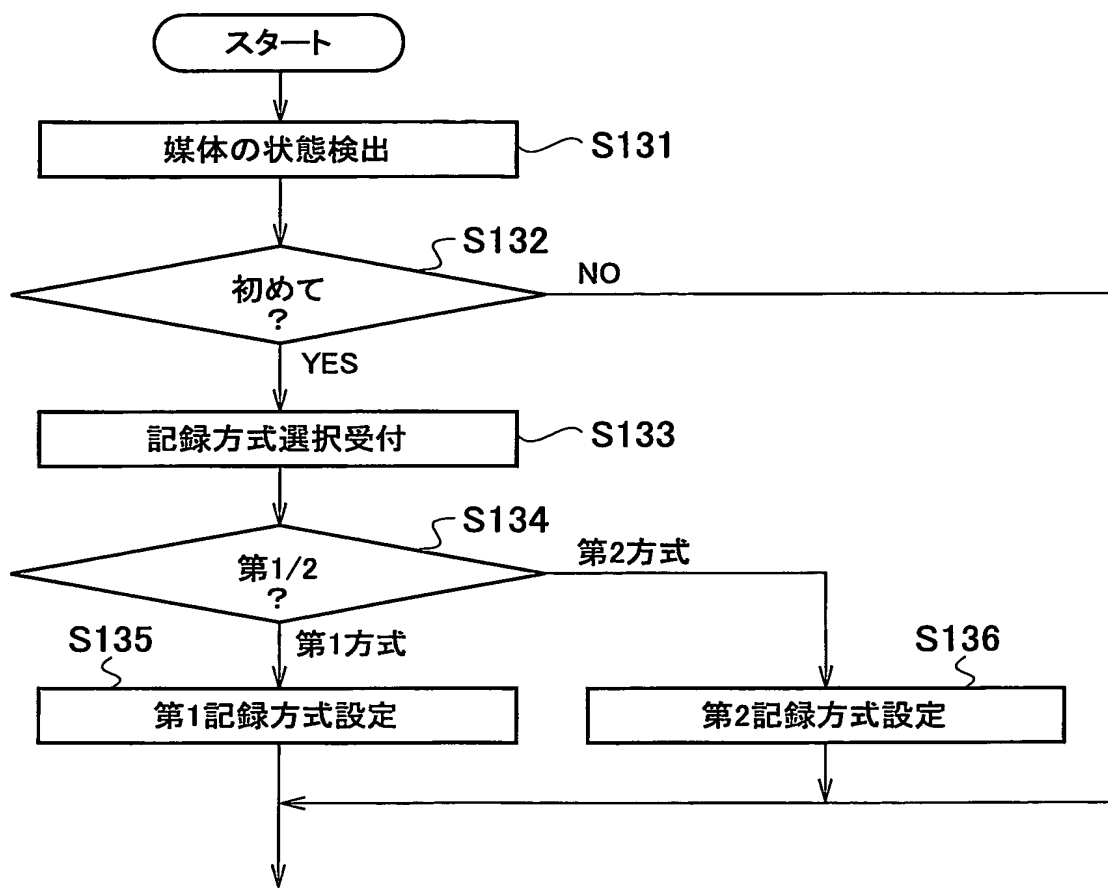 スタート
媒体の状態検出
S131
S132
初めて
?
NO
YES
記録方式選択受付
S133
S134
第1/2
?
第2方式
S135
第1方式
S136
第1記録方式設定
第2記録方式設定